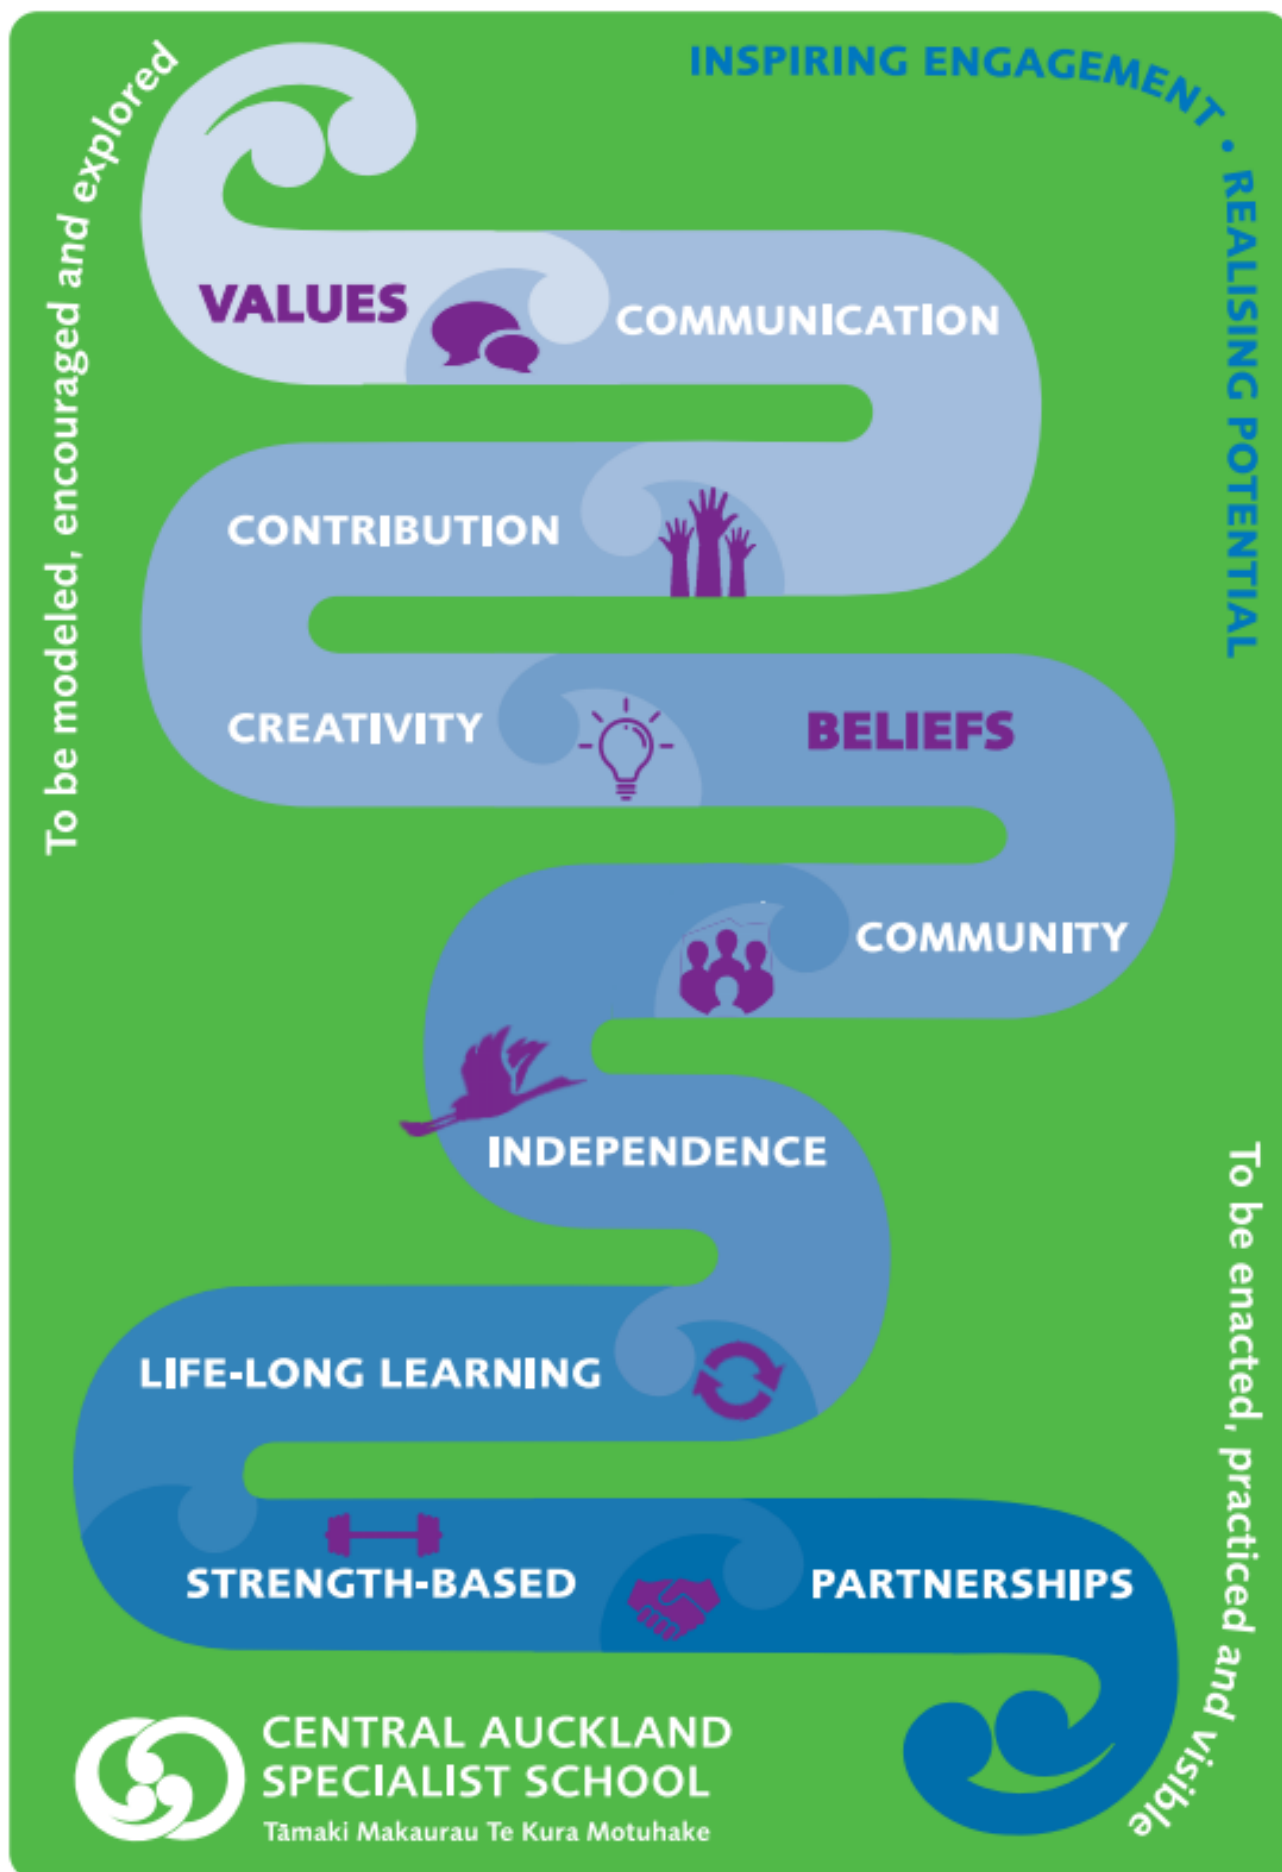 To be modeled, encouraged and explored
INSPIRING ENGAGEMENT • REALISING POTENTIAL
VALUES
COMMUNICATION
CONTRIBUTION
CREATIVITY
BELIEFS
COMMUNITY
INDEPENDENCE
LIFE-LONG LEARNING
STRENGTH-BASED
PARTNERSHIPS
To be enacted, practiced and visible
CENTRAL AUCKLAND
SPECIALIST SCHOOL
Tāmaki Makaurau Te Kura Motuhake